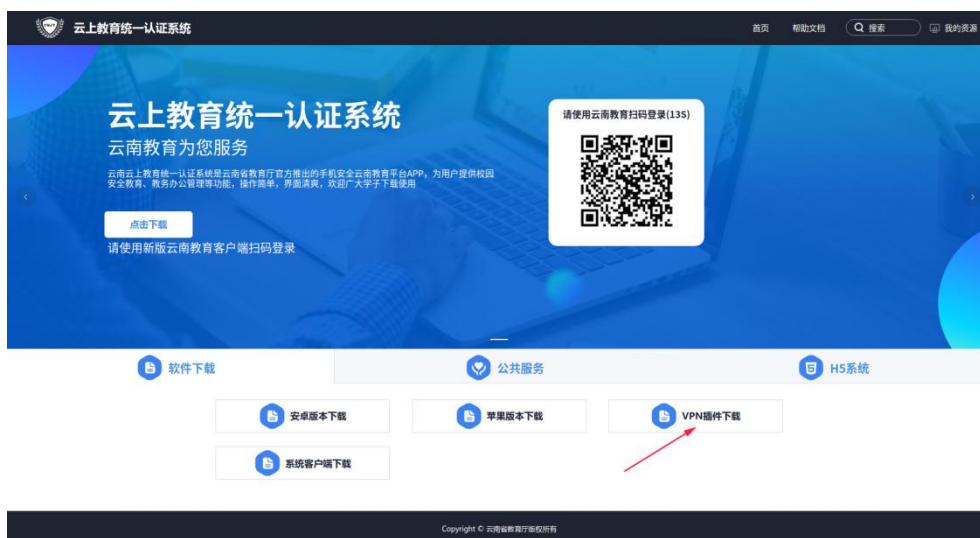 云上教育统一认证系统
首页 帮助文档 搜索 我的资源
云上教育统一认证系统
云南教育为您服务
云南云上教育统一认证系统是云南省教育厅官方推出的手机安全云南教育平台APP，为用户提供校园
安全教育、教务办公管理等功能，操作简单，界面清爽，欢迎广大学子下载使用
点击下载
请使用新版云南教育客户端扫码登录
请使用云南教育扫码登录(13S)
软件下载
公共服务
H5系统
安卓版本下载
苹果版本下载
VPN插件下载
系统客户端下载
Copyright © 云南省教育厅版权所有